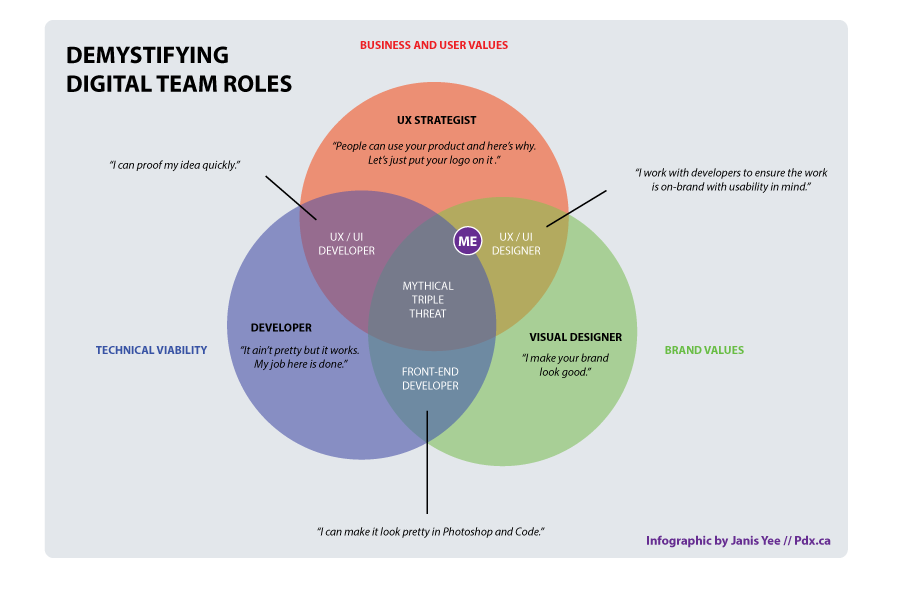 DEMYSTIFYING
DIGITAL TEAM ROLES
BUSINESS AND USER VALUES
UX STRATEGIST
“People can use your product and here’s why.
Let’s just put your logo on it .”
“I can proof my idea quickly.”
“I work with developers to ensure the work
is on-brand with usability in mind.”
UX / UI
DEVELOPER
ME
UX / UI
DESIGNER
MYTHICAL
TRIPLE
THREAT
DEVELOPER
“It ain’t pretty but it works.
My job here is done.”
VISUAL DESIGNER
“I make your brand
look good.”
TECHNICAL VIABILITY
BRAND VALUES
FRONT-END
DEVELOPER
“I can make it look pretty in Photoshop and Code.”
Infographic by Janis Yee // Pdx.ca